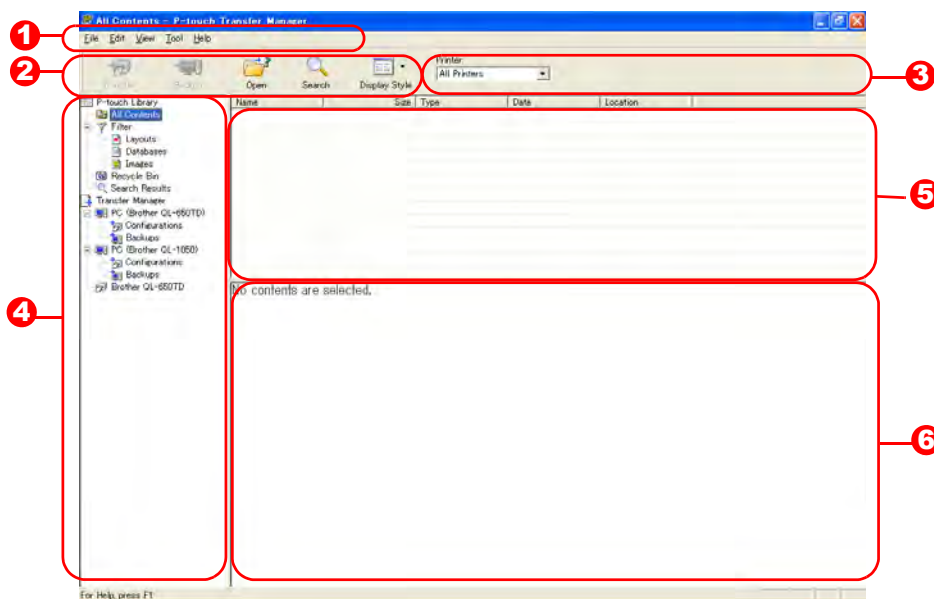 All Contents - P-touch Transfer Manager
1
File Edit View Tool Help
2
Transfer Backup Open Search Display Style
Printer
All Printers
3
4
P-touch Library
All Contents
Filter
Layouts
Databases
Images
Recycle Bin
Search Results
Transfer Manager
PC (Brother QL-650TD)
Configurations
Backups
PC (Brother QL-1050)
Configurations
Backups
Brother QL-650TD
Name Size Type Date Location
5
No contents are selected.
6
For Help, press F1